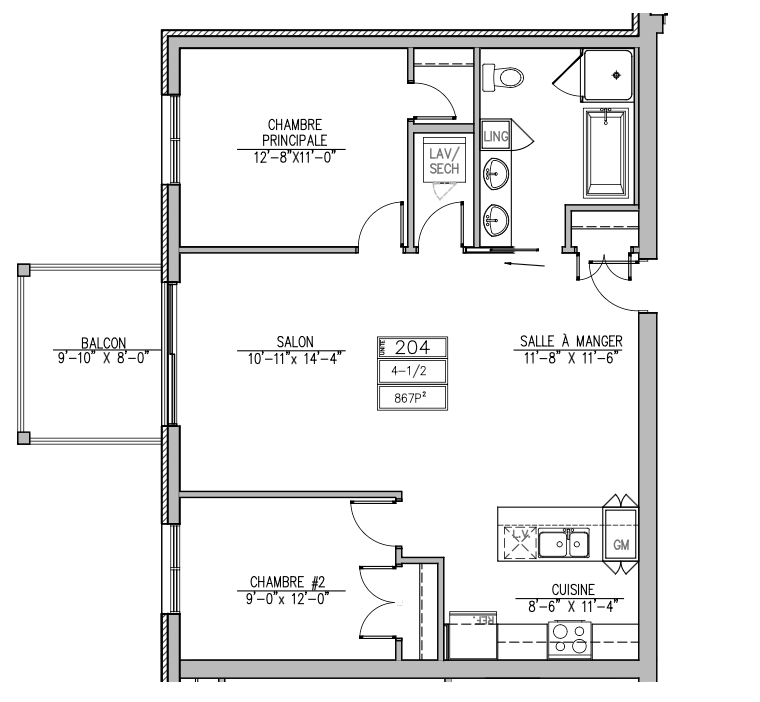 CHAMBRE
PRINCIPALE
12'-8"X11'-0"
LING
LAV/
SECH
BALCON
9'-10" X 8'-0"
SALON
10'-11"x 14'-4"
UNITE
204
4-1/2
867P²
SALLE À MANGER
11'-8" X 11'-6"
CHAMBRE #2
9'-0"x 12'-0"
L.V.
GM
CUISINE
8'-6" X 11'-4"
REF.